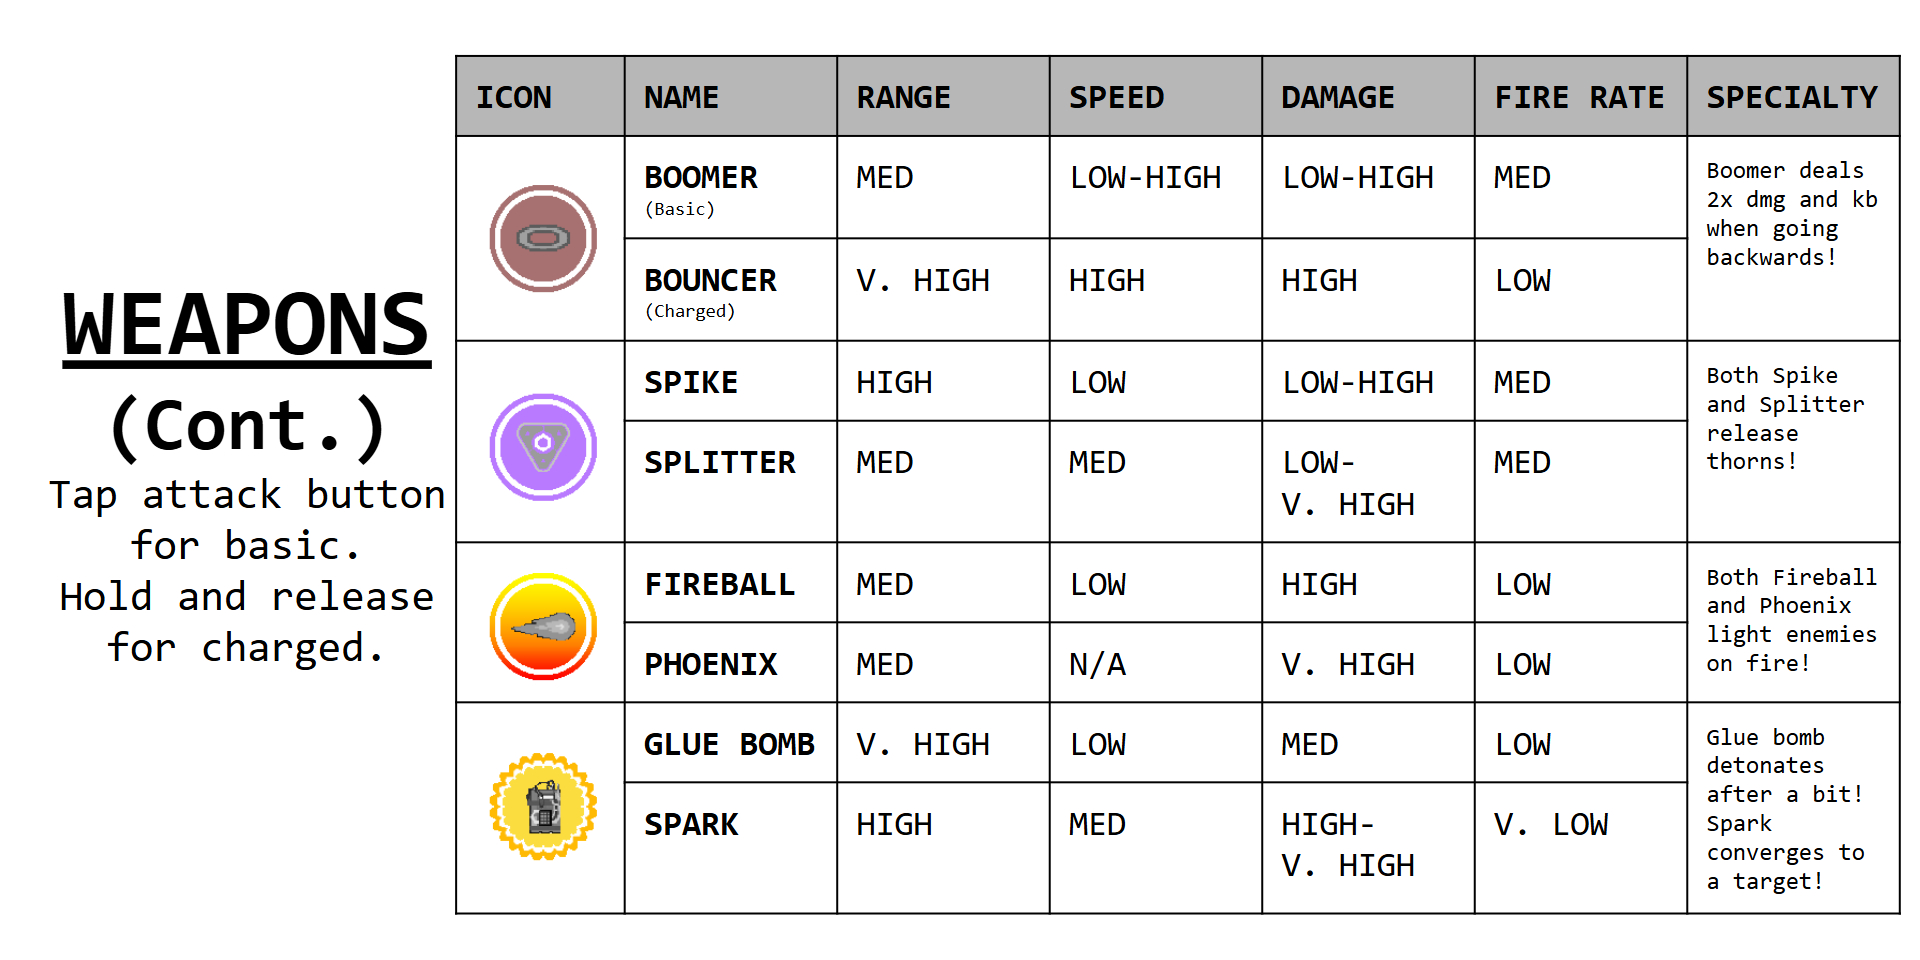 WEAPONS
(Cont.)
Tap attack button
for basic.
Hold and release
for charged.
ICON NAME RANGE SPEED DAMAGE FIRE RATE SPECIALTY
BOOMER MED LOW-HIGH LOW-HIGH MED
(Basic)
Boomer deals
2x dmg and kb
when going
backwards!
BOUNCER V. HIGH HIGH HIGH LOW
(Charged)
SPIKE HIGH LOW LOW-HIGH MED
Both Spike
and Splitter
release
thorns!
SPLITTER MED MED LOW- MED
V. HIGH
FIREBALL MED LOW HIGH LOW
Both Fireball
and Phoenix
light enemies
on fire!
PHOENIX MED N/A V. HIGH LOW
GLUE BOMB V. HIGH LOW MED LOW
Glue bomb
detonates
after a bit!
Spark
converges to
a target!
SPARK HIGH MED HIGH- V. LOW
V. HIGH